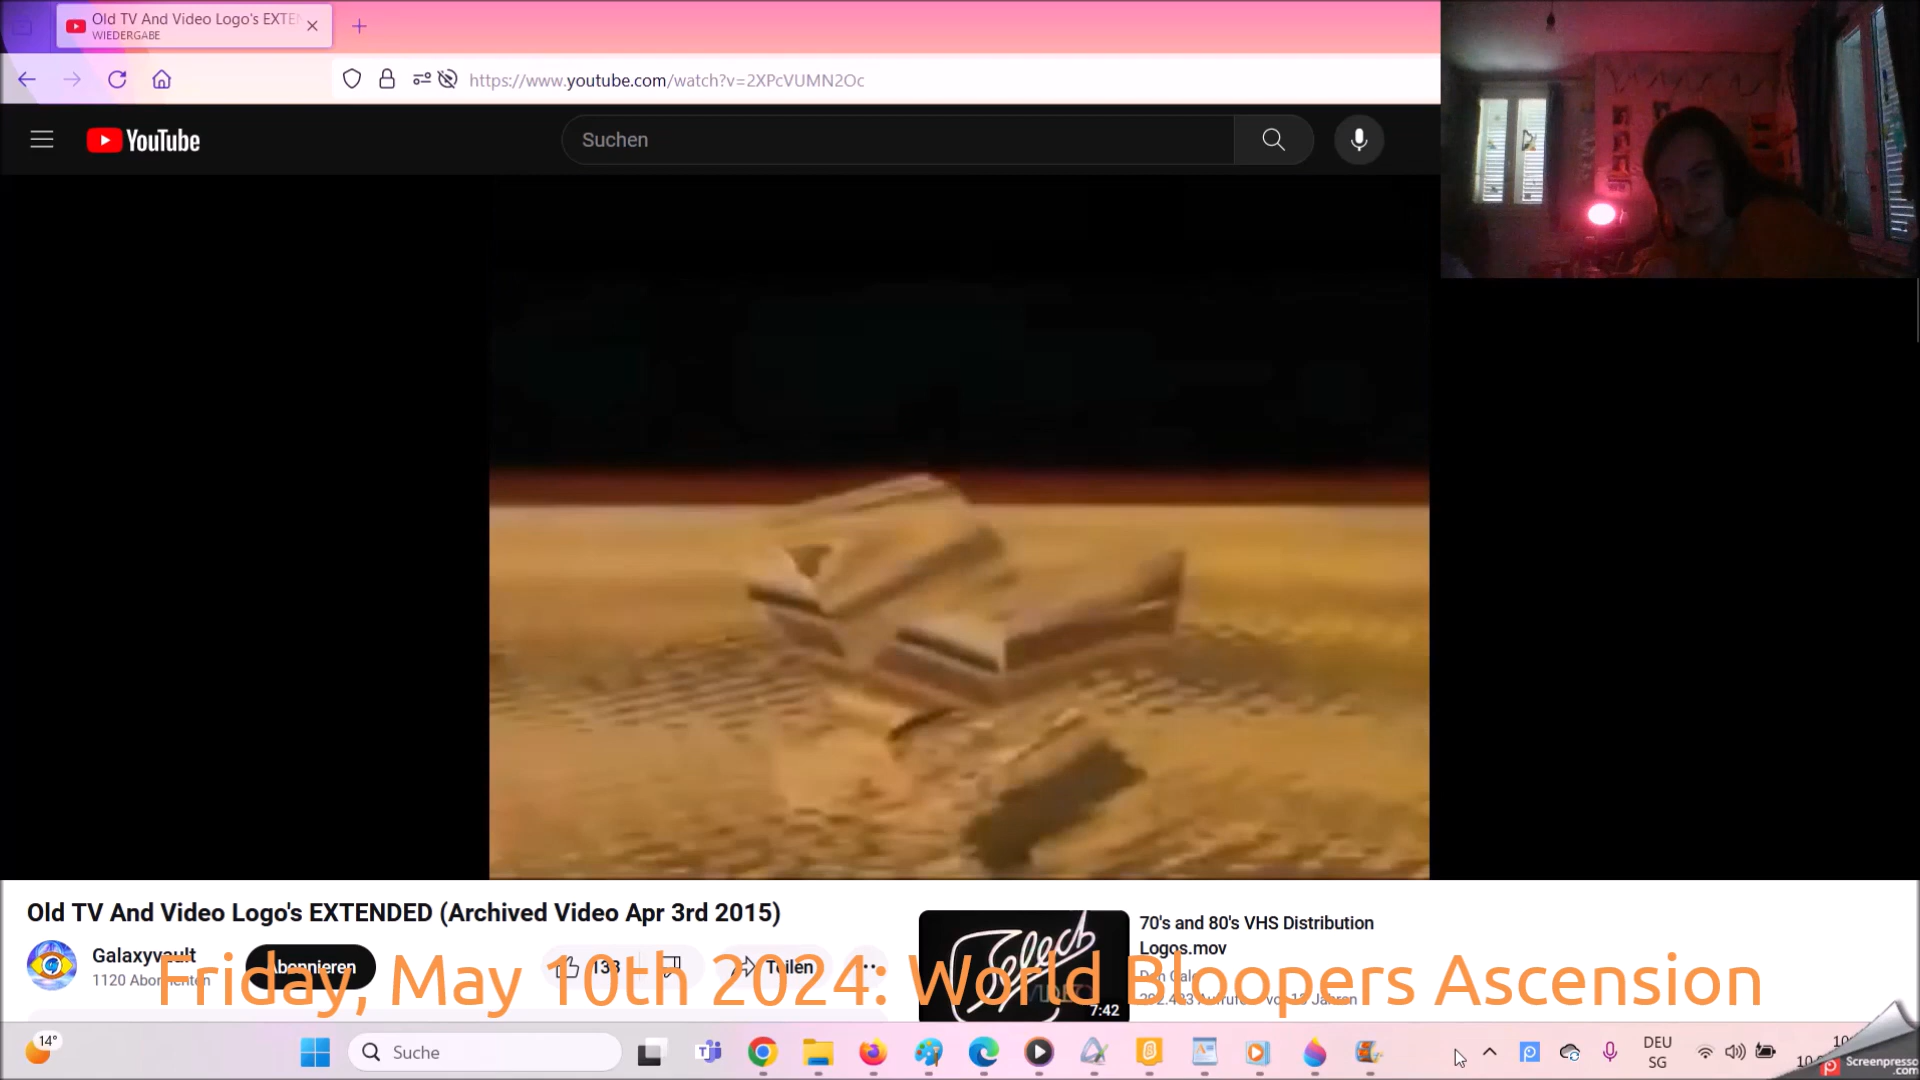 Old TV And Video Logo's EXTE
WIEDERGABE
https://www.youtube.com/watch?v=2XPcVUMN2Oc
YouTube
Suchen
Old TV And Video Logo's EXTENDED (Archived Video Apr 3rd 2015)
Galaxyvault
1120 Abonnenten
Abonnieren
133
Teilen
70's and 80's VHS Distribution
Logos.mov
7:42
Friday, May 10th 2024: World Bloopers Ascension
14°
Suche
DEU
SG
Screenpresso
.com